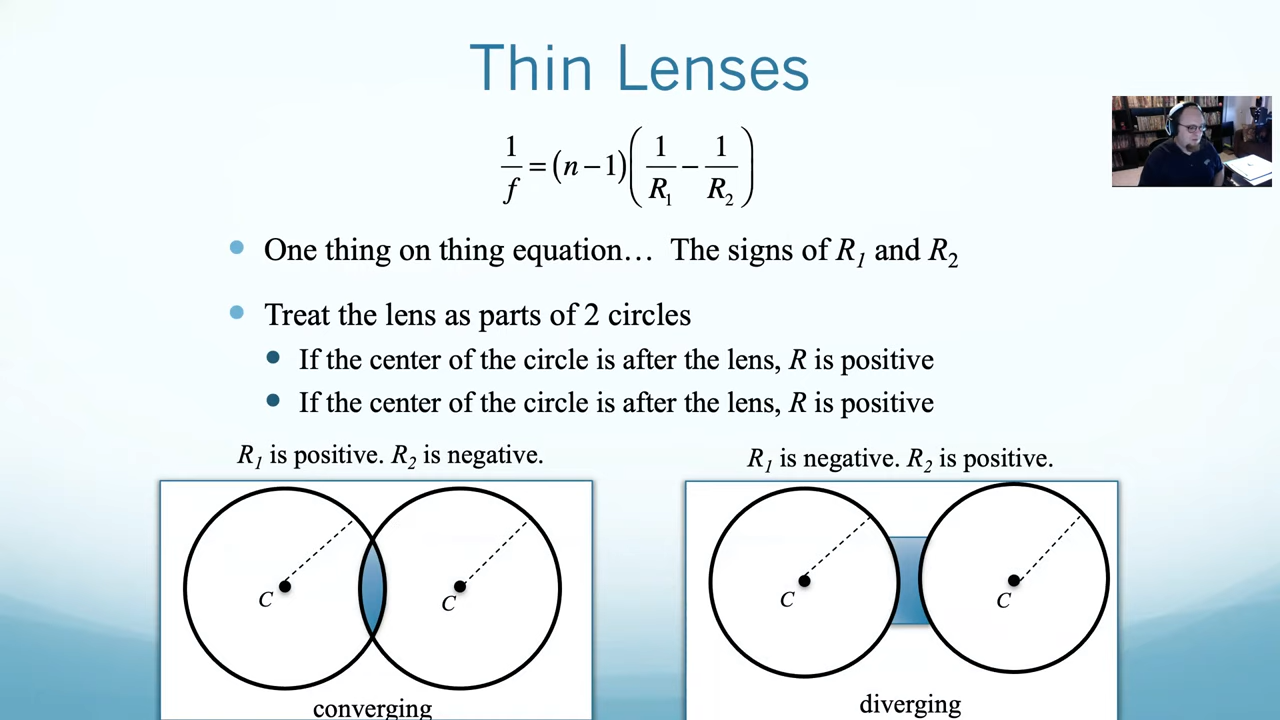 Thin Lenses
1/f = (n − 1)(1/R₁ − 1/R₂)
One thing on thing equation… The signs of R₁ and R₂
Treat the lens as parts of 2 circles
If the center of the circle is after the lens, R is positive
If the center of the circle is after the lens, R is positive
R₁ is positive. R₂ is negative.
R₁ is negative. R₂ is positive.
C
C
C
C
converging
diverging